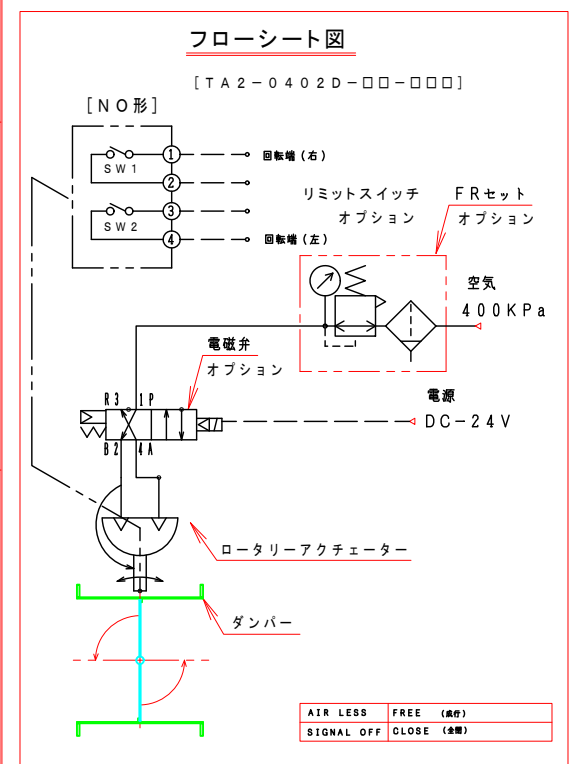 フローシート図
[TA2-0402D-□□-□□□]
[NO形]
1 回転端(右)
SW1
2
3
SW2
4 回転端(左)
リミットスイッチ
オプション
FRセット
オプション
空気
400KPa
電磁弁
オプション
電源
DC-24V
R3 1P
B2 4A
ロータリーアクチェーター
ダンパー
AIR LESS FREE
SIGNAL OFF CLOSE (全閉)